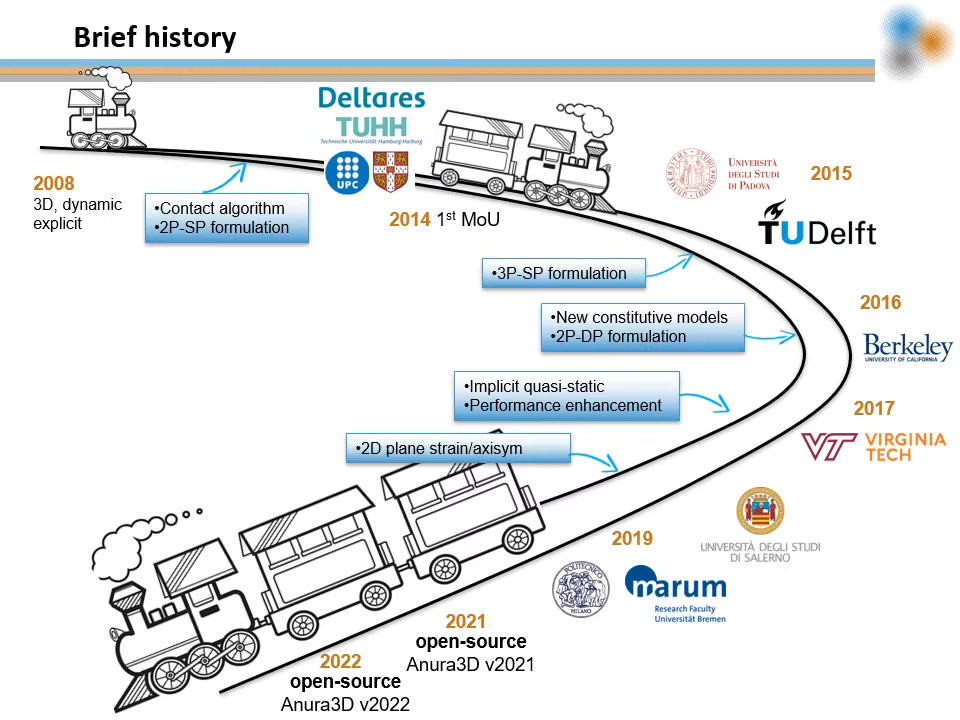 Brief history
2008
3D, dynamic
explicit
•Contact algorithm
•2P-SP formulation
Deltares
TUHH
Technische Universität Hamburg-Harburg
UPC
2014 1st MoU
UNIVERSITÀ
DEGLI STUDI
DI PADOVA
2015
TUDelft
•3P-SP formulation
•New constitutive models
•2P-DP formulation
2016
Berkeley
UNIVERSITY OF CALIFORNIA
•Implicit quasi-static
•Performance enhancement
2017
VT VIRGINIA
TECH
•2D plane strain/axisym
2019
UNIVERSITÀ DEGLI STUDI
DI SALERNO
POLITECNICO
MILANO
marum
Research Faculty
Universität Bremen
2021
open-source
Anura3D v2021
2022
open-source
Anura3D v2022